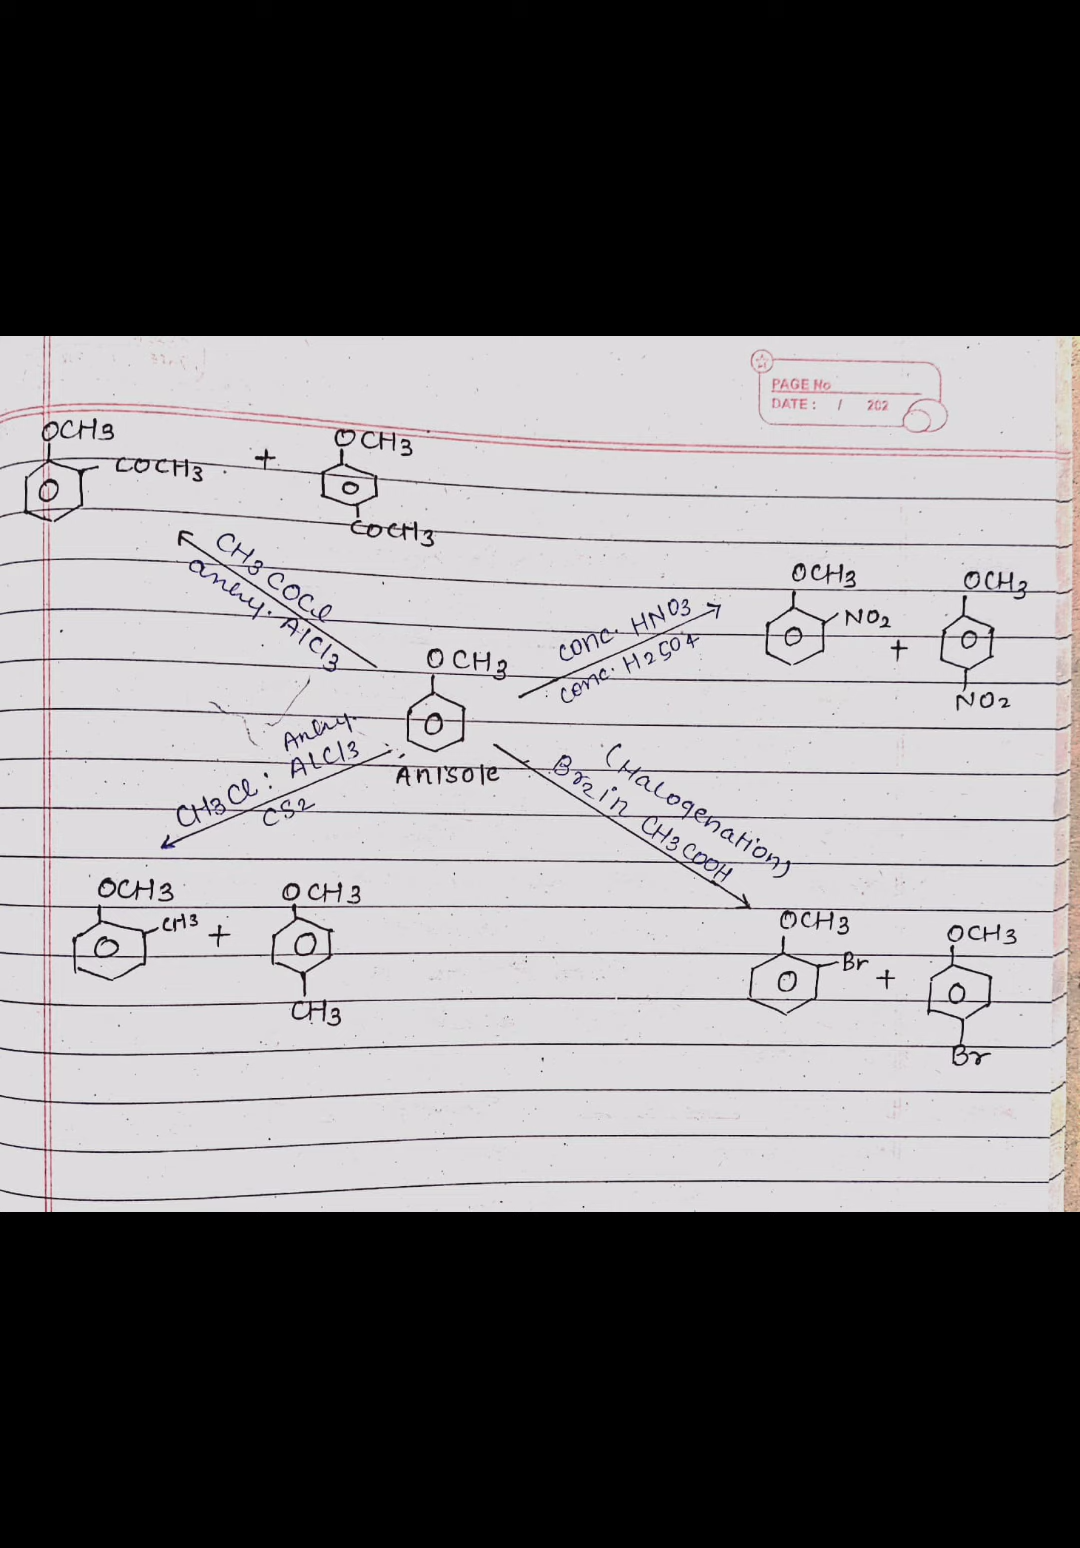 PAGE No
DATE: / 202
OCH3
COCH3
+
OCH3
COCH3
CH3COCl
anhy. AlCl3
conc. HNO3
conc. H2SO4
OCH3
NO2
+
OCH3
NO2
OCH3
Anisole
Anhy.
CH3Cl: AlCl3
CS2
(Halogenation)
Br2 in CH3COOH
OCH3
CH3
+
OCH3
CH3
OCH3
Br
+
OCH3
Br